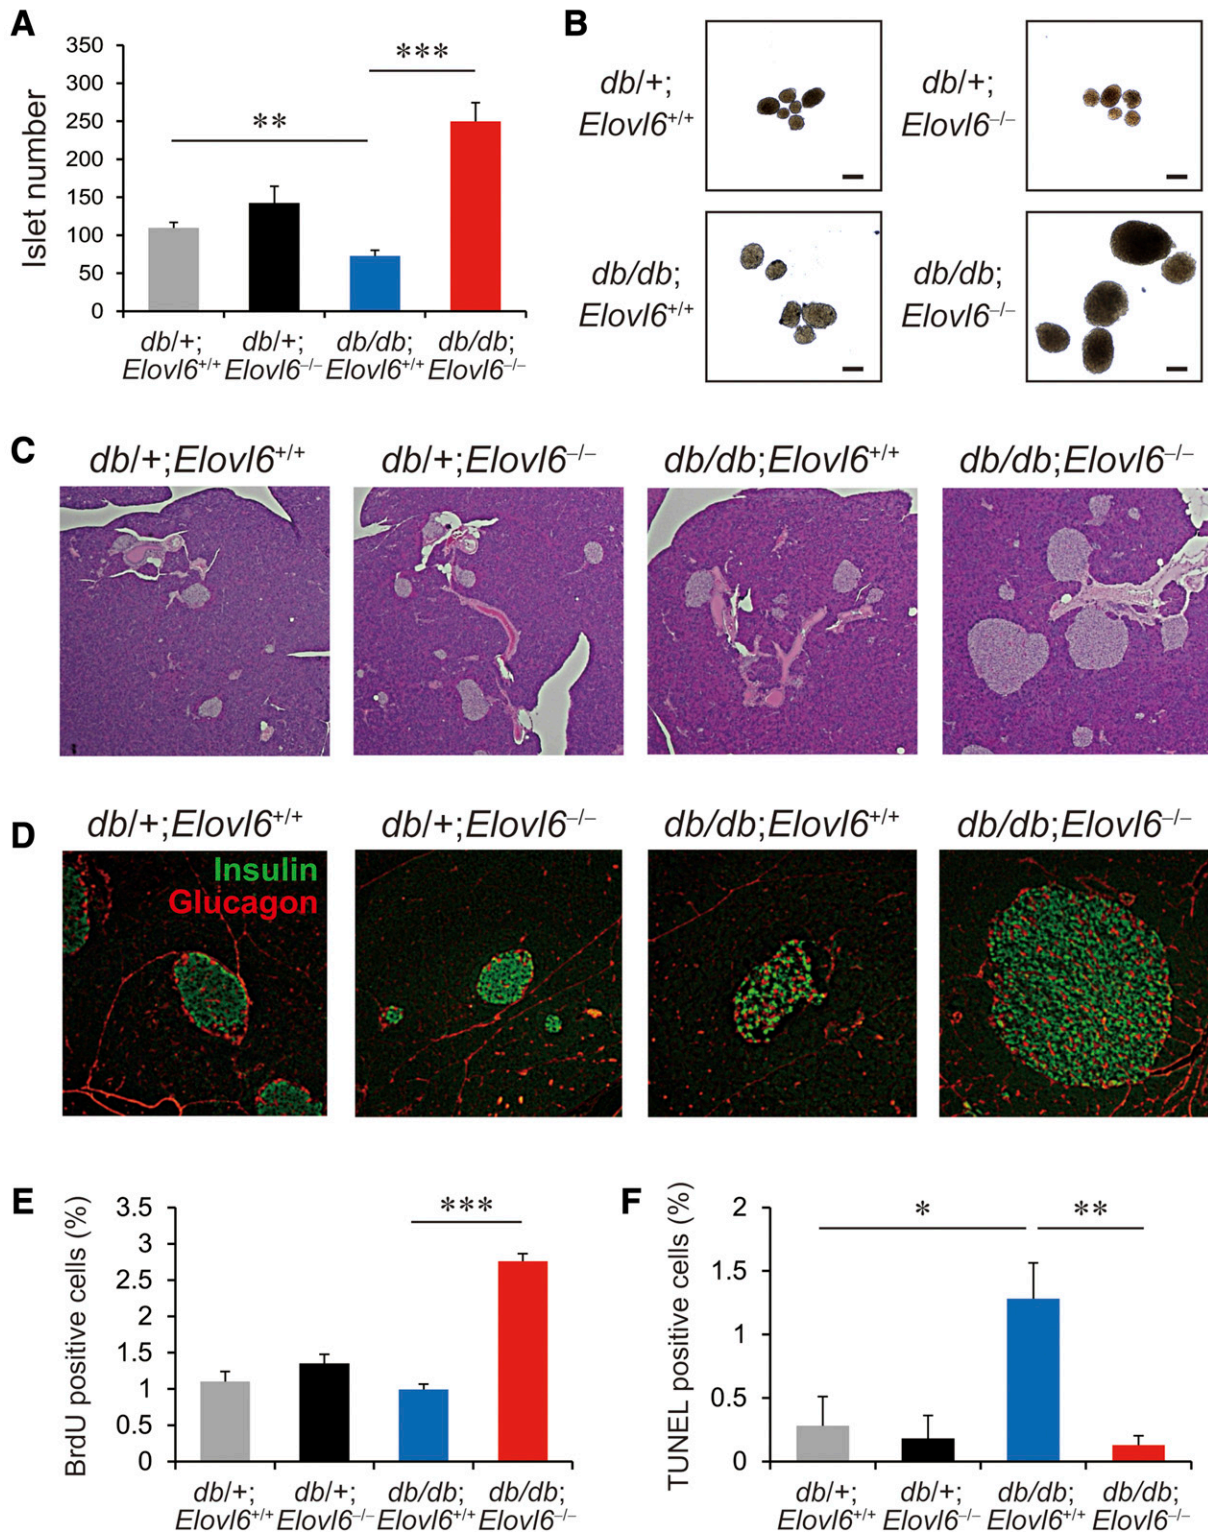 A
350
300
250
200
150
100
50
0
Islet number
**
***
db/+;
Elovl6+/+
db/+;
Elovl6–/–
db/db;
Elovl6+/+
db/db;
Elovl6–/–
B
db/+;
Elovl6+/+
db/+;
Elovl6–/–
db/db;
Elovl6+/+
db/db;
Elovl6–/–
C
db/+;Elovl6+/+
db/+;Elovl6–/–
db/db;Elovl6+/+
db/db;Elovl6–/–
D
db/+;Elovl6+/+
db/+;Elovl6–/–
db/db;Elovl6+/+
db/db;Elovl6–/–
Insulin
Glucagon
E
BrdU positive cells (%)
3.5
3
2.5
2
1.5
1
0.5
0
***
db/+;
Elovl6+/+
db/+;
Elovl6–/–
db/db;
Elovl6+/+
db/db;
Elovl6–/–
F
TUNEL positive cells (%)
2
1.5
1
0.5
0
*
**
db/+;
Elovl6+/+
db/+;
Elovl6–/–
db/db;
Elovl6+/+
db/db;
Elovl6–/–